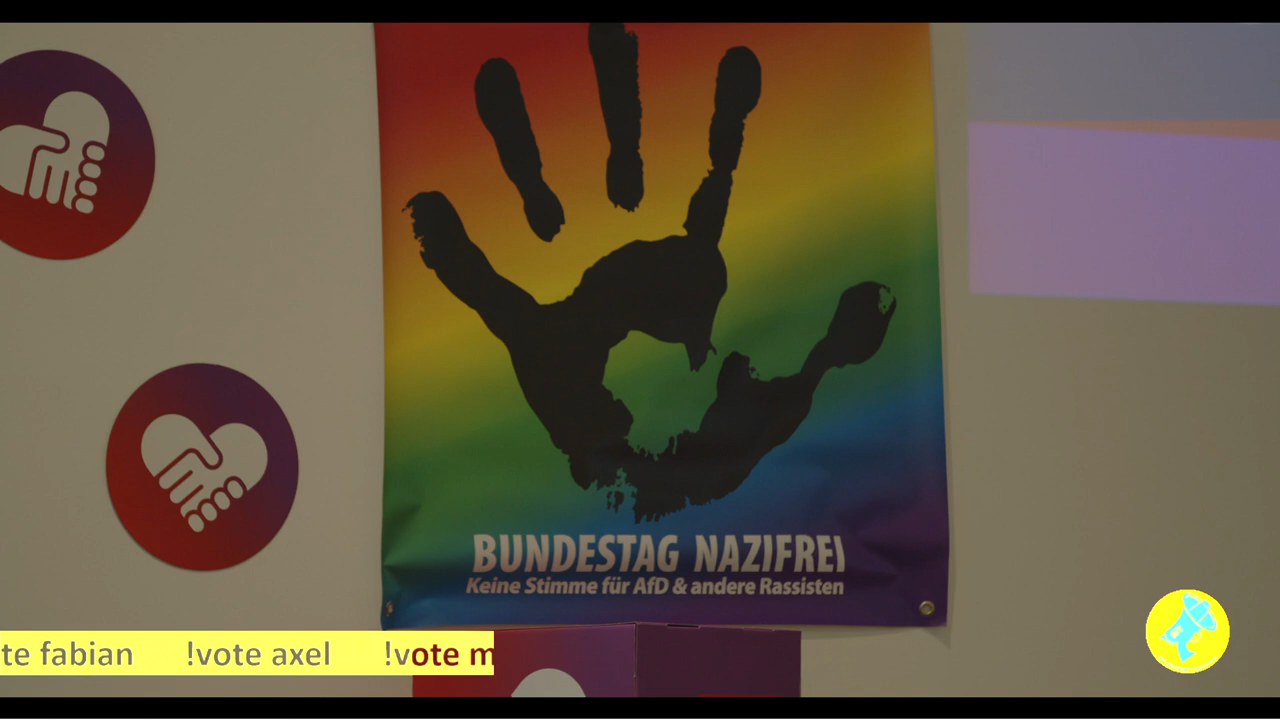 BUNDESTAG NAZIFREI
Keine Stimme für AfD & andere Rassisten
te fabian !vote axel !vote m